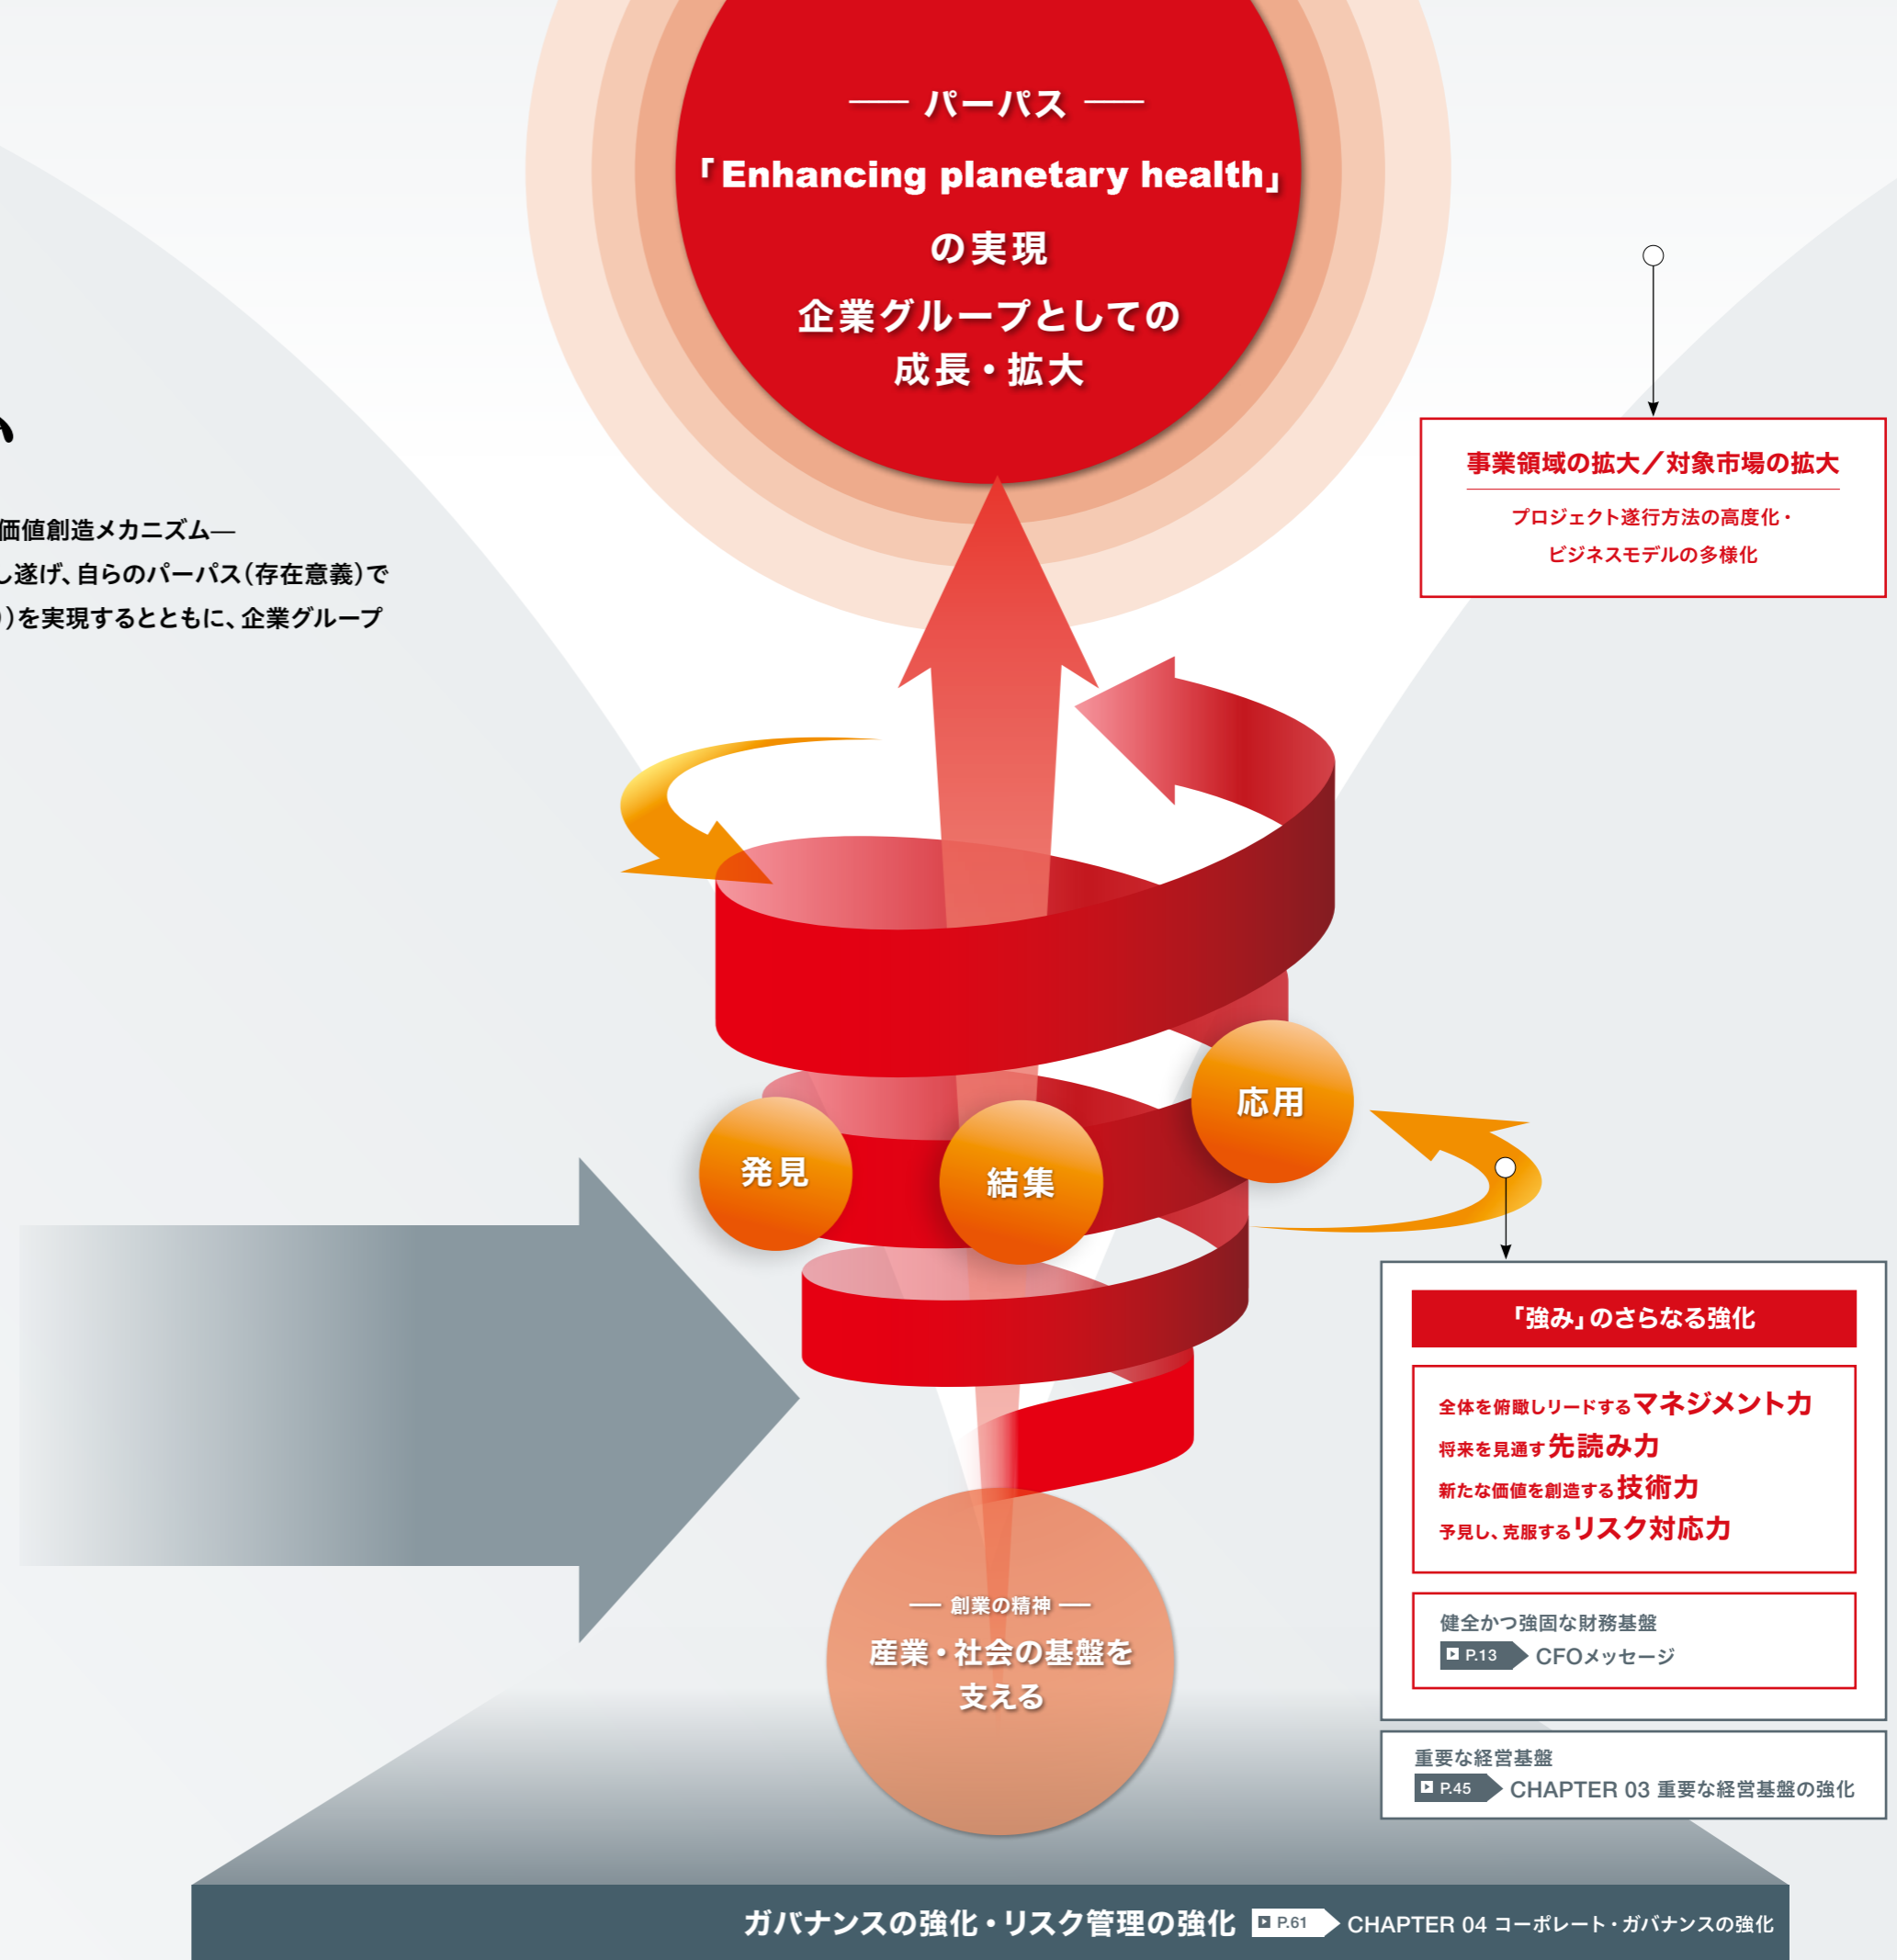 パーパス
「Enhancing planetary health」
の実現
企業グループとしての
成長・拡大
価値創造メカニズム—
し遂げ、自らのパーパス（存在意義）で
）を実現するとともに、企業グループ
事業領域の拡大／対象市場の拡大
プロジェクト遂行方法の高度化・
ビジネスモデルの多様化
発見
結集
応用
「強み」のさらなる強化
全体を俯瞰しリードするマネジメント力
将来を見通す先読み力
新たな価値を創造する技術力
予見し、克服するリスク対応力
健全かつ強固な財務基盤
P.13 CFOメッセージ
重要な経営基盤
P.45 CHAPTER 03 重要な経営基盤の強化
創業の精神
産業・社会の基盤を
支える
ガバナンスの強化・リスク管理の強化 P.61 CHAPTER 04 コーポレート・ガバナンスの強化